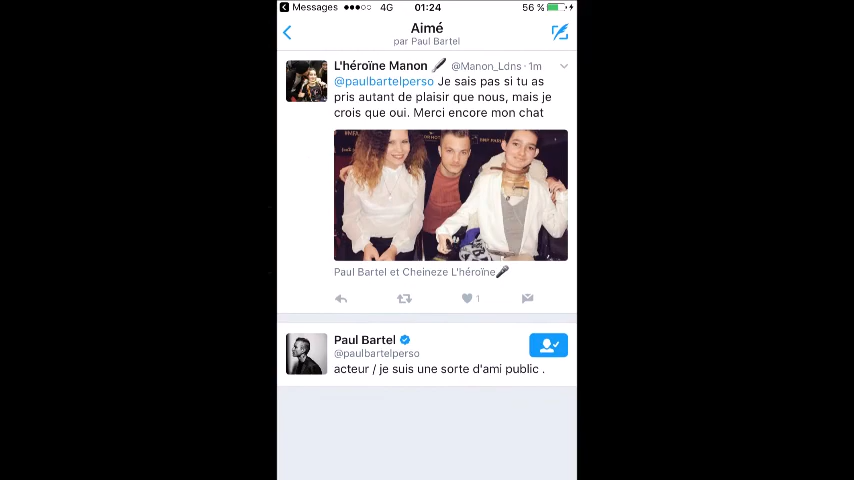 Messages 4G 01:24 56 %
Aimé
par Paul Bartel
L'héroïne Manon @Manon_Ldns · 1m
@paulbartelperso Je sais pas si tu as
pris autant de plaisir que nous, mais je
crois que oui. Merci encore mon chat
Paul Bartel et Cheineze L'héroïne
1
Paul Bartel
@paulbartelperso
acteur / je suis une sorte d'ami public .